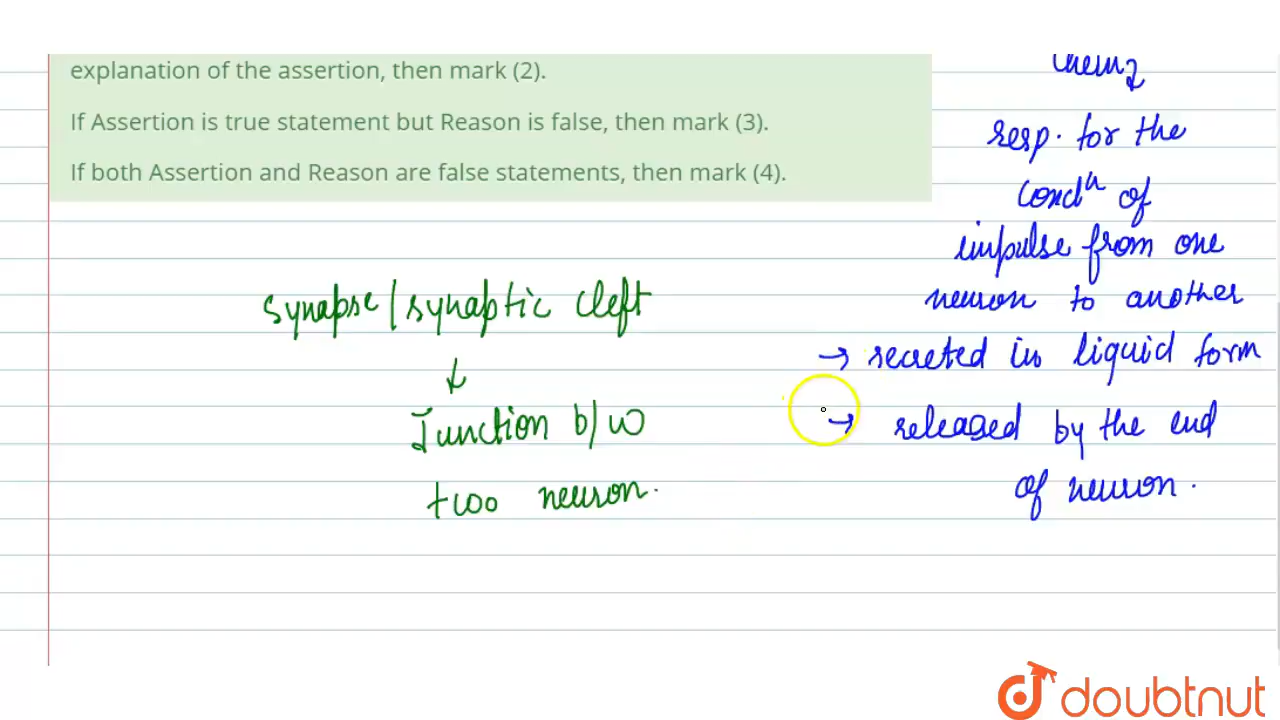 explanation of the assertion, then mark (2).
If Assertion is true statement but Reason is false, then mark (3).
If both Assertion and Reason are false statements, then mark (4).
synapse/synaptic cleft
↓
Junction b/w
two neuron.
resp. for the
condⁿ of
impulse from one
neuron to another
→ secreted in liquid form
→ released by the end
of neuron.
doubtnut